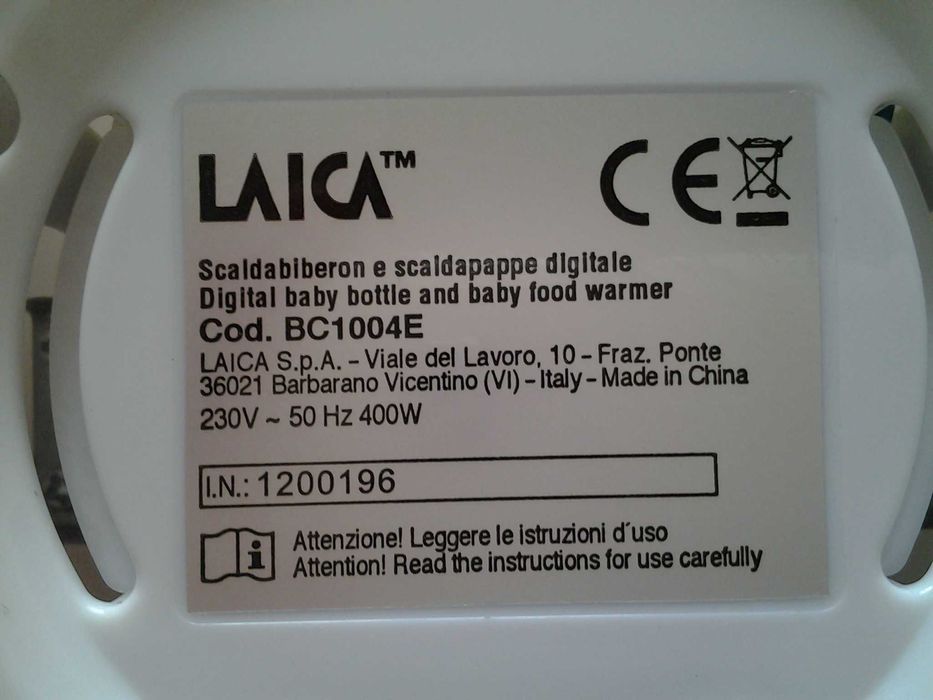 LAICA™
CE
Scaldabiberon e scaldapappe digitale
Digital baby bottle and baby food warmer
Cod. BC1004E
LAICA S.p.A. – Viale del Lavoro, 10 – Fraz. Ponte
36021 Barbarano Vicentino (VI) – Italy – Made in China
230V ~ 50 Hz 400W
I.N.: 1200196
Attenzione! Leggere le istruzioni d´uso
Attention! Read the instructions for use carefully